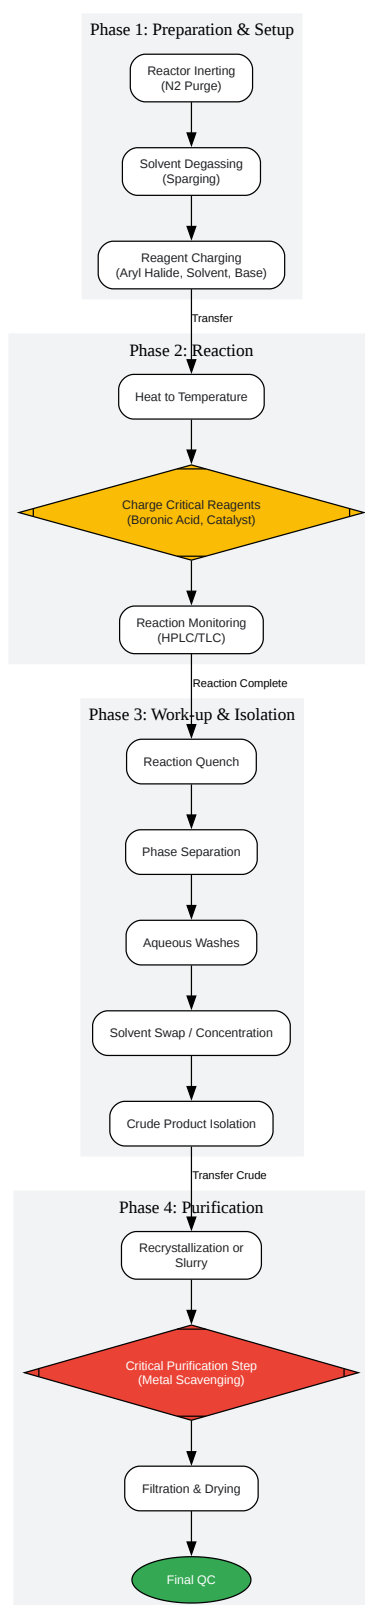 Phase 1: Preparation & Setup
Reactor Inerting
(N2 Purge)
Solvent Degassing
(Sparging)
Reagent Charging
(Aryl Halide, Solvent, Base)
Transfer
Phase 2: Reaction
Heat to Temperature
Charge Critical Reagents
(Boronic Acid, Catalyst)
Reaction Monitoring
(HPLC/TLC)
Reaction Complete
Phase 3: Work-up & Isolation
Reaction Quench
Phase Separation
Aqueous Washes
Solvent Swap / Concentration
Crude Product Isolation
Transfer Crude
Phase 4: Purification
Recrystallization or
Slurry
Critical Purification Step
(Metal Scavenging)
Filtration & Drying
Final QC